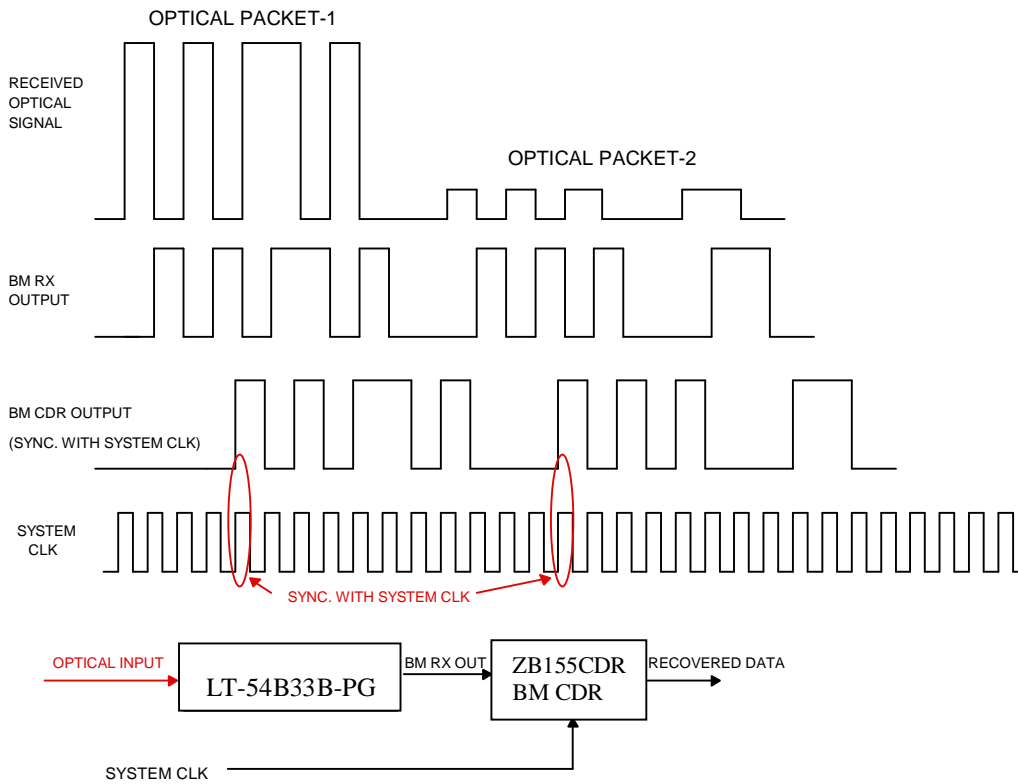 OPTICAL PACKET-1
RECEIVED
OPTICAL
SIGNAL
OPTICAL PACKET-2
BM RX
OUTPUT
BM CDR OUTPUT
(SYNC. WITH SYSTEM CLK)
SYSTEM
CLK
SYNC. WITH SYSTEM CLK
OPTICAL INPUT
LT-54B33B-PG
BM RX OUT
ZB155CDR
BM CDR
RECOVERED DATA
SYSTEM CLK